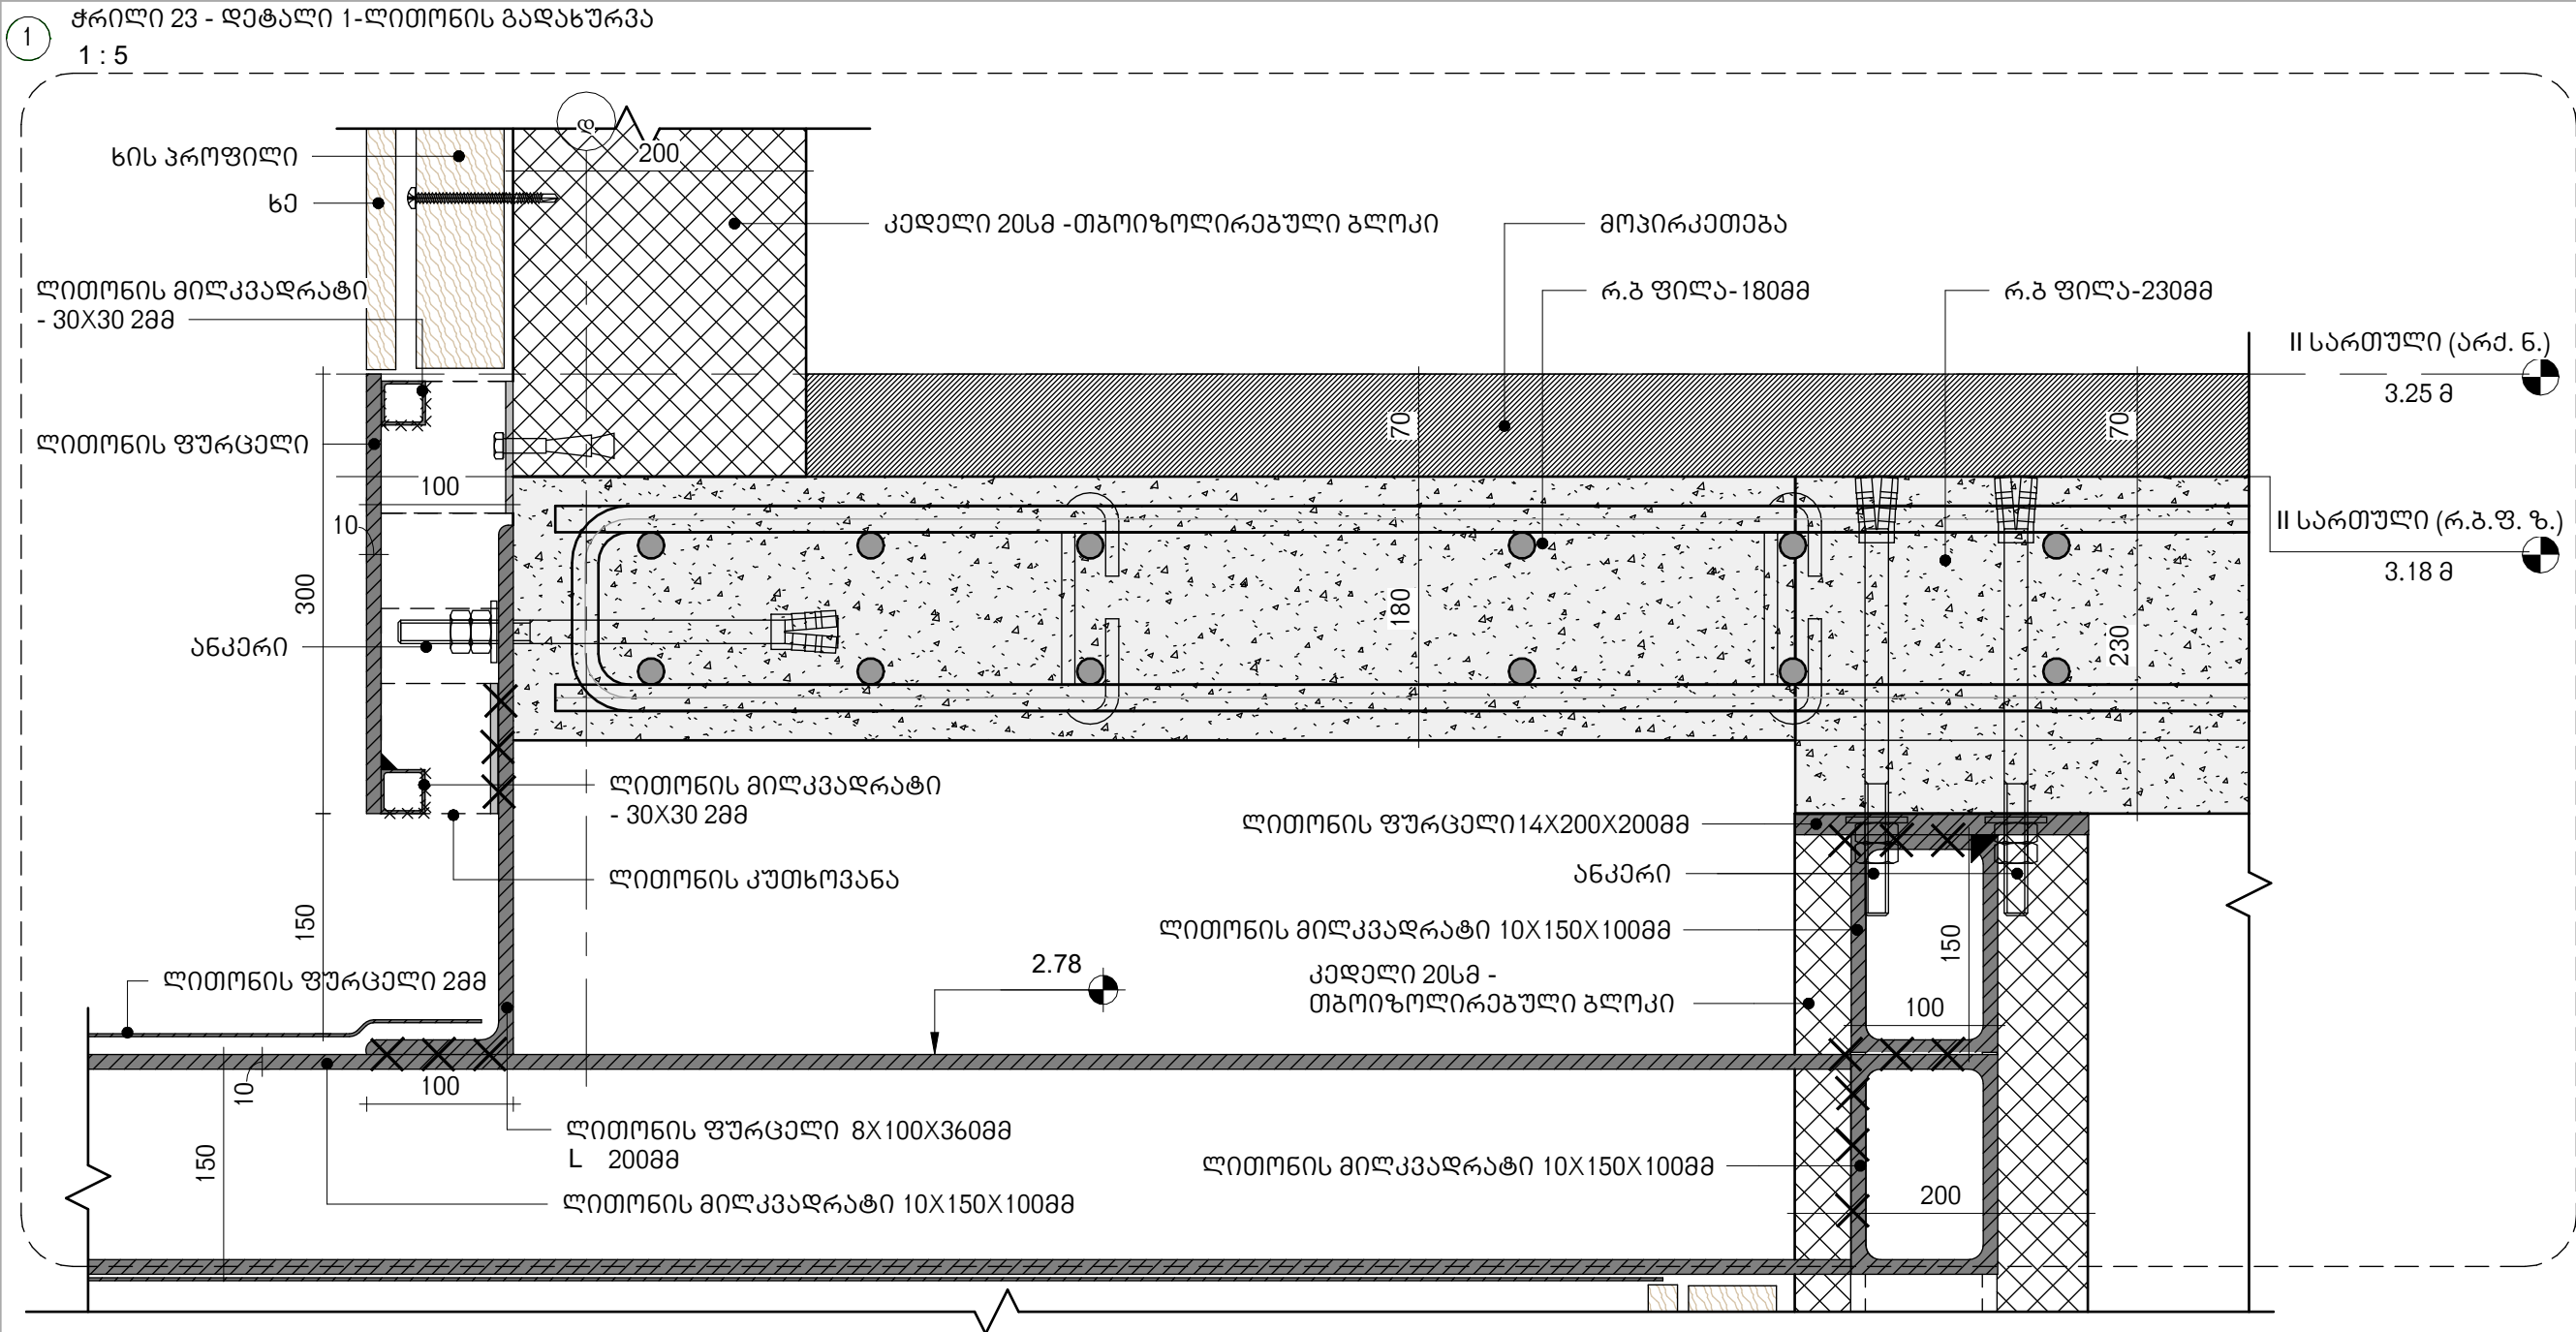 1
ჭრილი 23 - დეტალი 1-ლითონის გადახურვა
1 : 5
დ
200
ხის პროფილი
ხე
კედელი 20სმ -თბოიზოლირებული ბლოკი
მოპირკეთება
ლითონის მილკვადრატი
- 30X30 2მმ
რ.ბ ფილა-180მმ
რ.ბ ფილა-230მმ
II სართული (არქ. ნ.)
3.25 მ
70
70
ლითონის ფურცელი
100
10
II სართული (რ.ბ.ფ. ზ.)
3.18 მ
300
180
230
ანკერი
ლითონის მილკვადრატი
- 30X30 2მმ
ლითონის ფურცელი14X200X200მმ
ანკერი
ლითონის კუთხოვანა
150
ლითონის მილკვადრატი 10X150X100მმ
150
ლითონის ფურცელი 2მმ
2.78
კედელი 20სმ -
თბოიზოლირებული ბლოკი
100
10
100
ლითონის ფურცელი 8X100X360მმ
L 200მმ
150
ლითონის მილკვადრატი 10X150X100მმ
200
ლითონის მილკვადრატი 10X150X100მმ